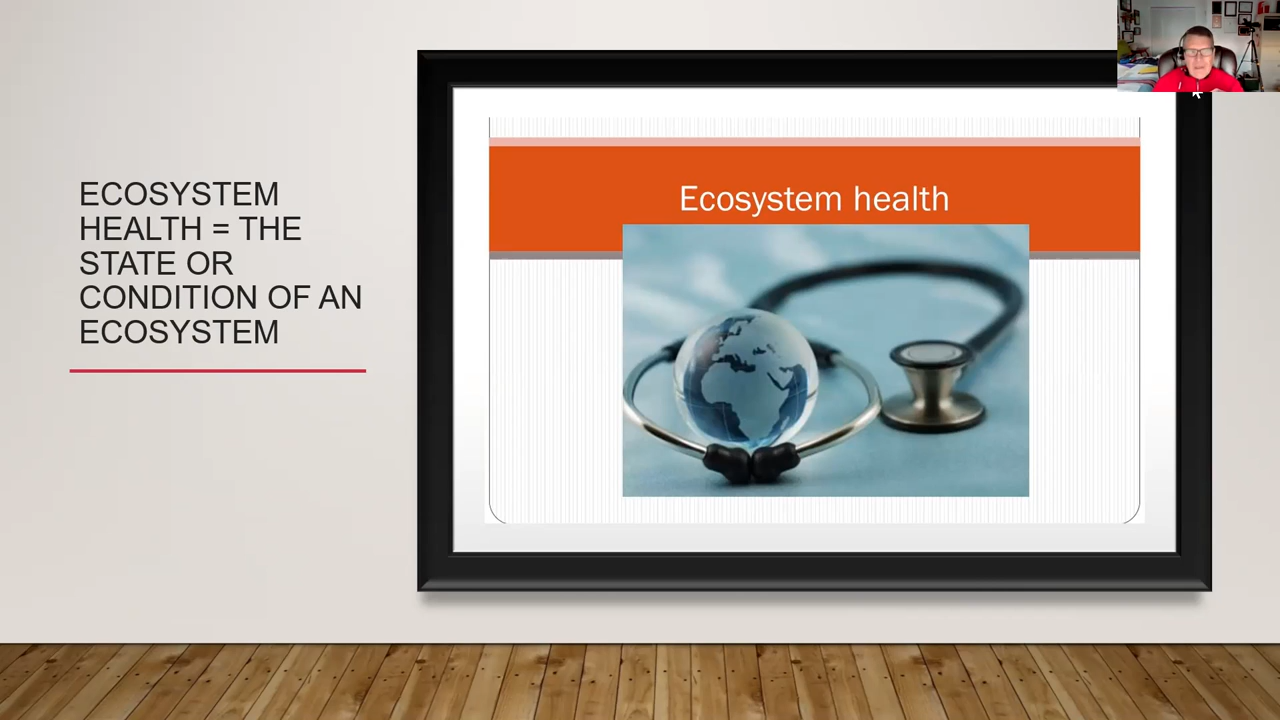 ECOSYSTEM
HEALTH = THE
STATE OR
CONDITION OF AN
ECOSYSTEM
Ecosystem health